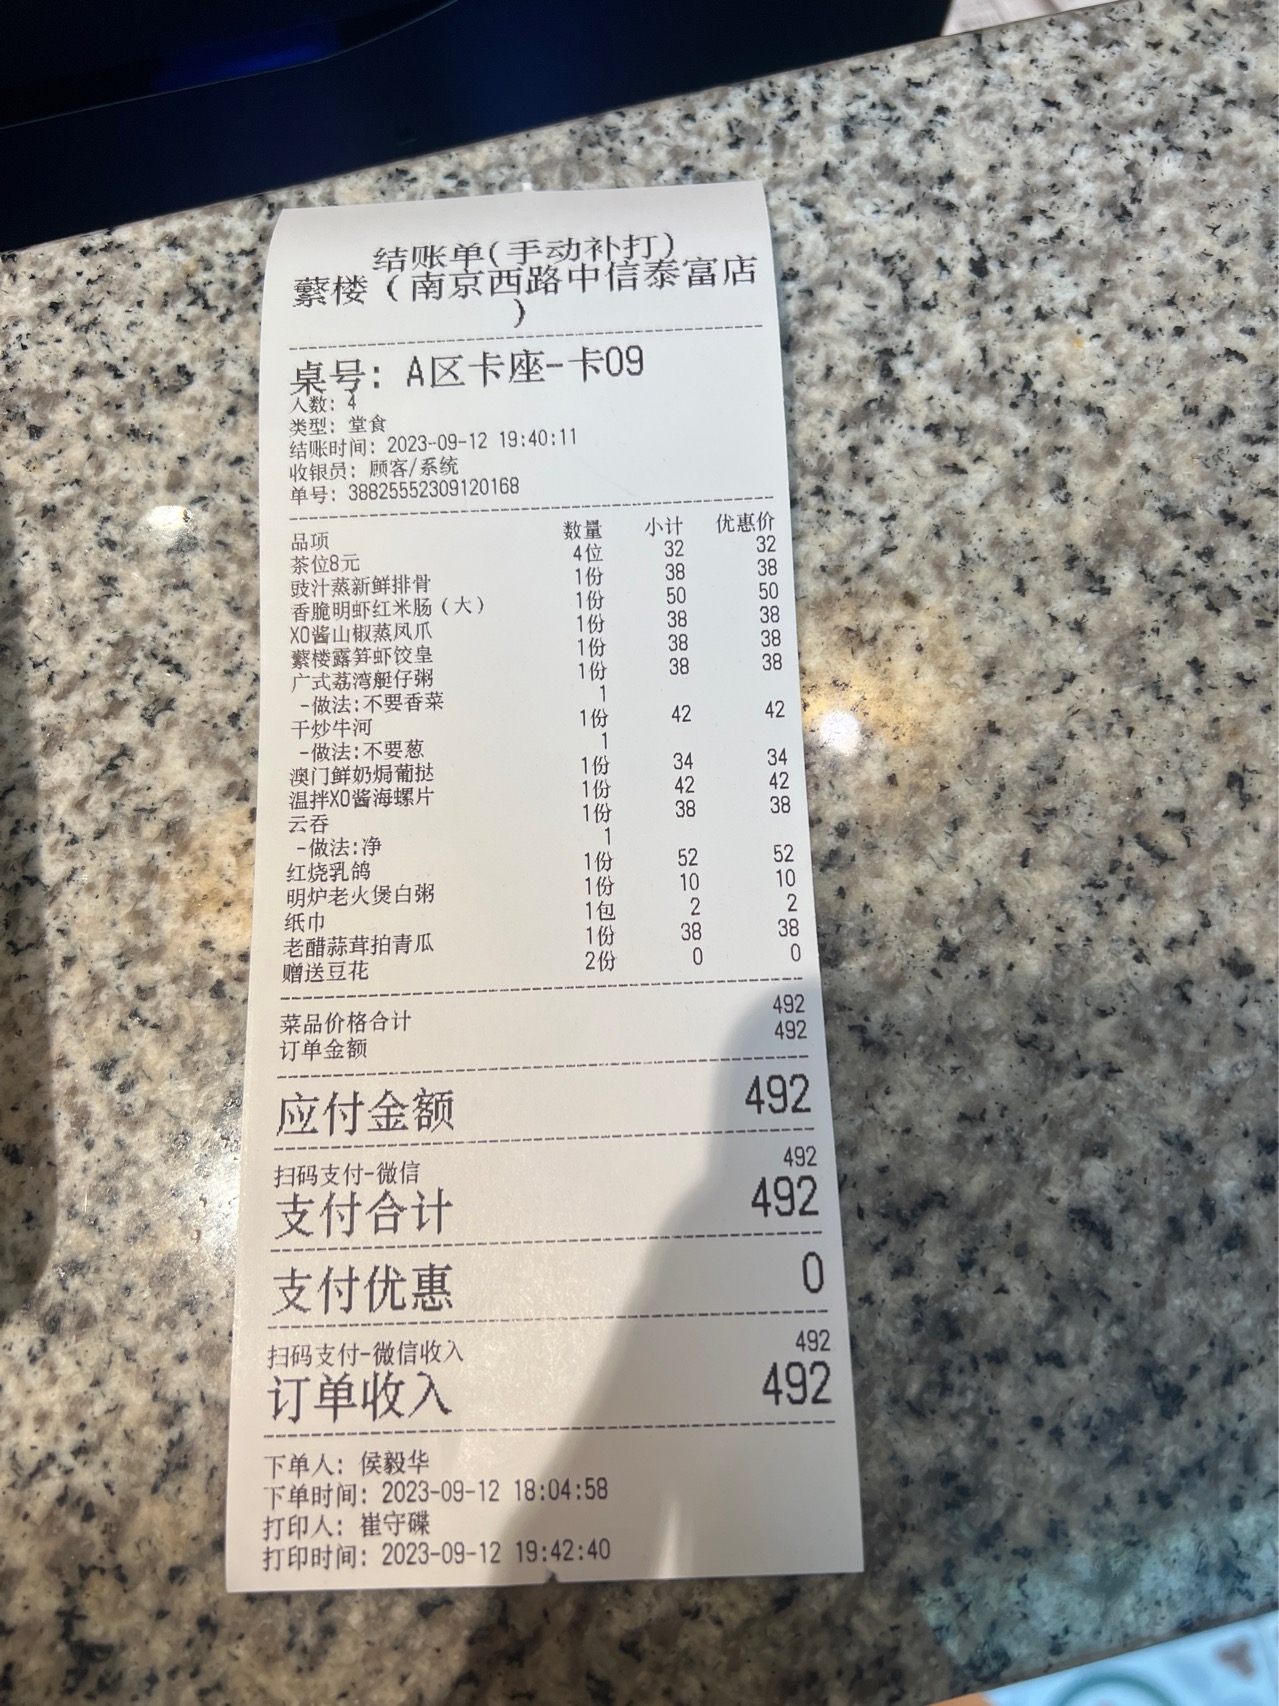 结账单(手动补打)
蘩楼（南京西路中信泰富店
）
桌号: A区卡座-卡09
人数: 4
类型: 堂食
结账时间: 2023-09-12 19:40:11
收银员: 顾客/系统
单号: 38825552309120168
品项 数量 小计 优惠价
茶位8元 4位 32 32
豉汁蒸新鲜排骨 1份 38 38
香脆明虾红米肠（大） 1份 50 50
XO酱山椒蒸凤爪 1份 38 38
蘩楼露笋虾饺皇 1份 38 38
广式荔湾艇仔粥 1份 38 38
-做法:不要香菜 1
干炒牛河 1份 42 42
-做法:不要葱 1
澳门鲜奶焗葡挞 1份 34 34
温拌XO酱海螺片 1份 42 42
云吞 1份 38 38
-做法:净 1
红烧乳鸽 1份 52 52
明炉老火煲白粥 1份 10 10
纸巾 1包 2 2
老醋蒜茸拍青瓜 1份 38 38
赠送豆花 2份 0 0
菜品价格合计 492
订单金额 492
应付金额 492
扫码支付-微信 492
支付合计 492
支付优惠 0
扫码支付-微信收入 492
订单收入 492
下单人: 侯毅华
下单时间: 2023-09-12 18:04:58
打印人: 崔守碟
打印时间: 2023-09-12 19:42:40